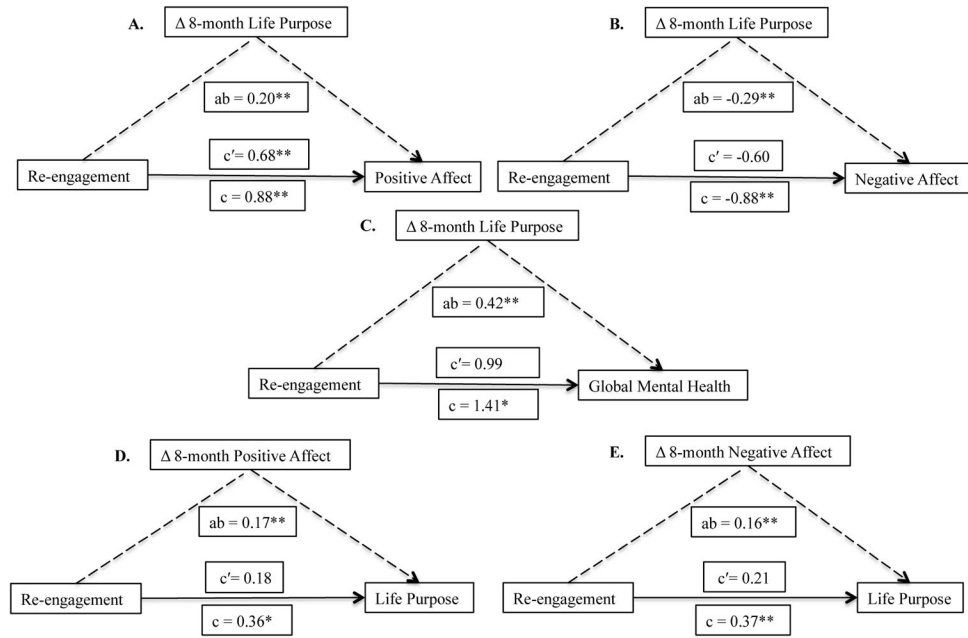 A.
Δ 8-month Life Purpose
ab = 0.20**
Re-engagement
c′= 0.68**
c = 0.88**
Positive Affect
B.
Δ 8-month Life Purpose
ab = -0.29**
Re-engagement
c′ = -0.60
c = -0.88**
Negative Affect
C.
Δ 8-month Life Purpose
ab = 0.42**
Re-engagement
c′= 0.99
c = 1.41*
Global Mental Health
D.
Δ 8-month Positive Affect
ab = 0.17**
Re-engagement
c′= 0.18
c = 0.36*
Life Purpose
E.
Δ 8-month Negative Affect
ab = 0.16**
Re-engagement
c′= 0.21
c = 0.37**
Life Purpose